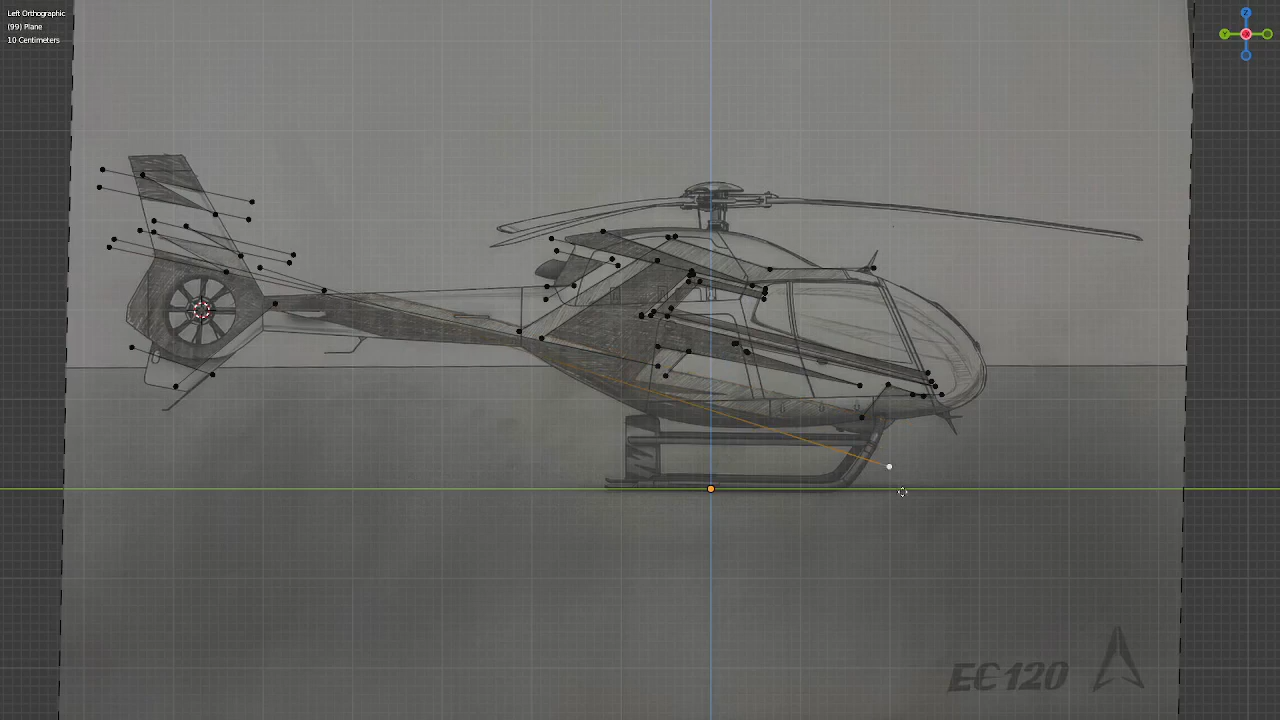 Left Orthographic
(99) Plane
10 Centimeters
Z
Y
EC120